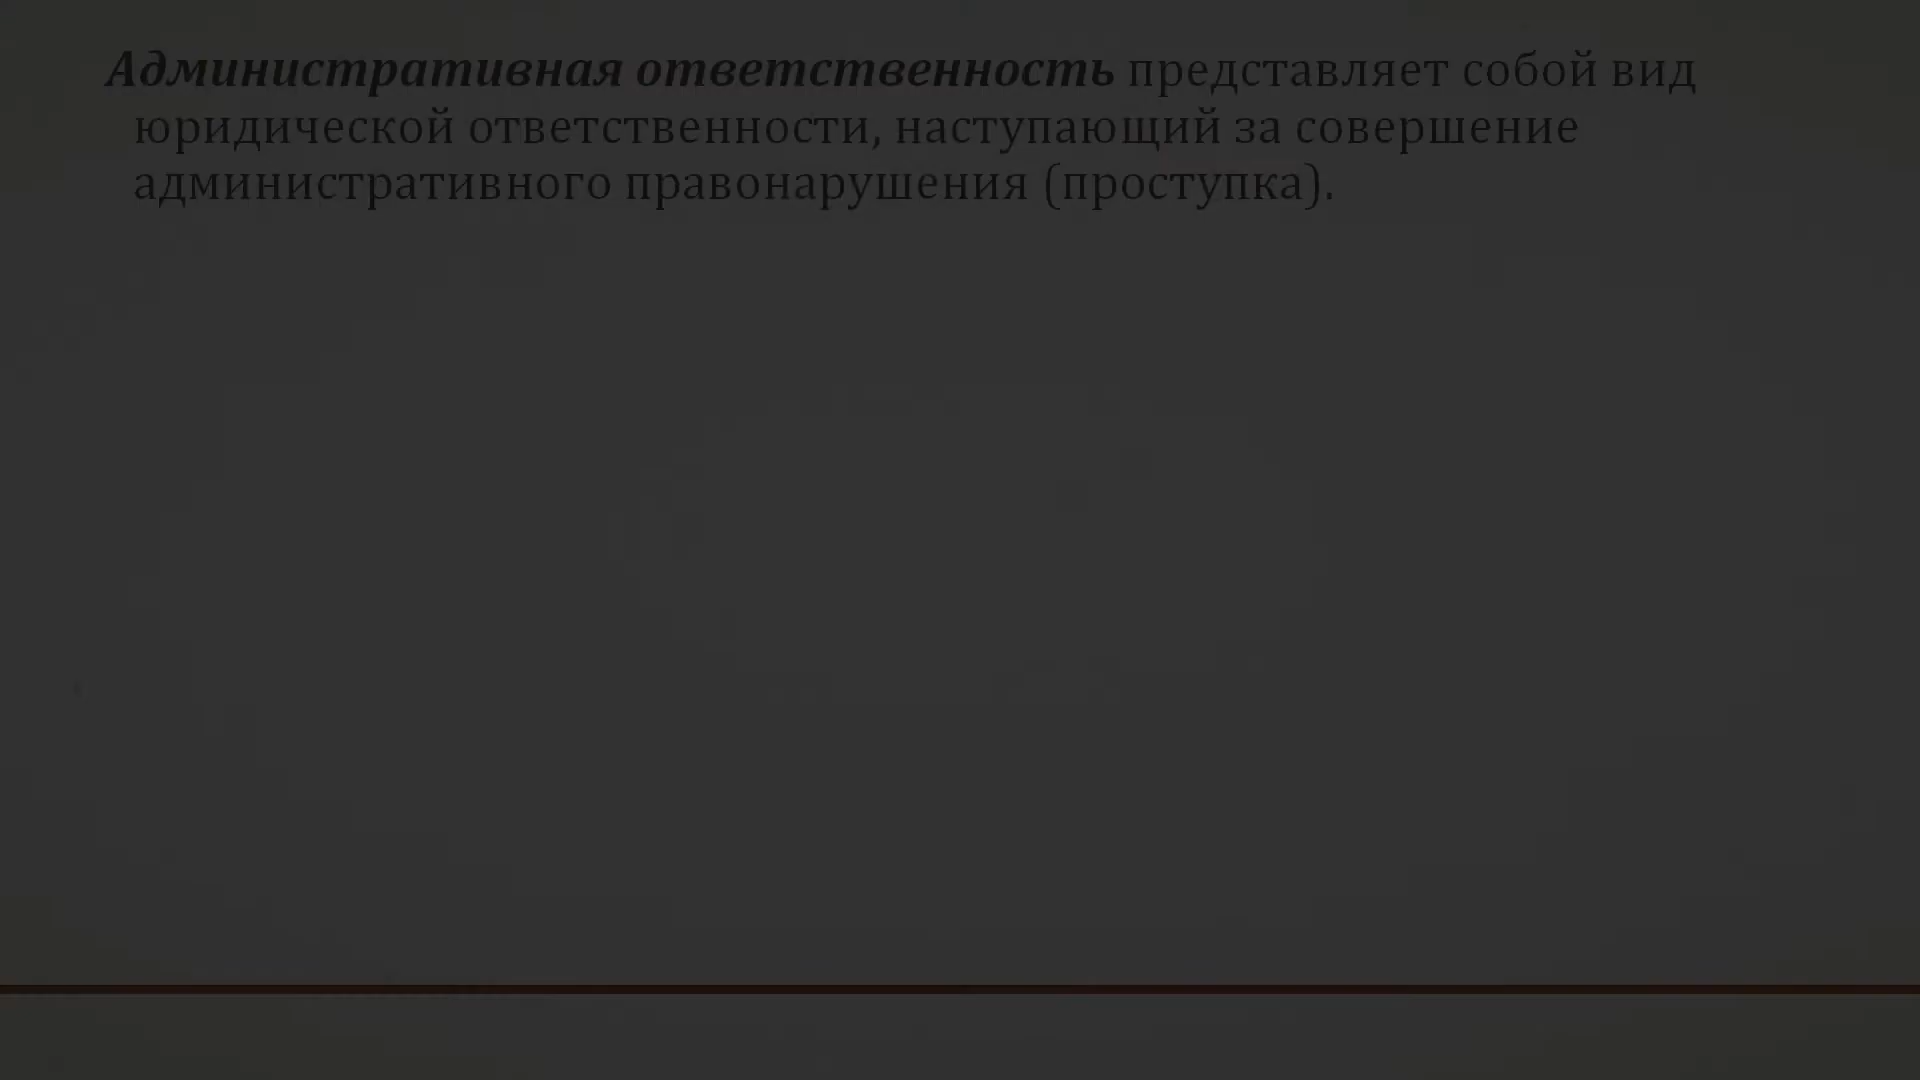 Административная ответственность представляет собой вид
юридической ответственности, наступающий за совершение
административного правонарушения (проступка).